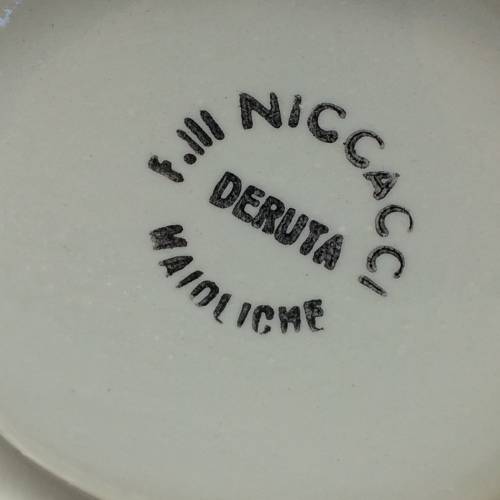 F.lli NICCACCI
DERUTA
MAIOLICHE